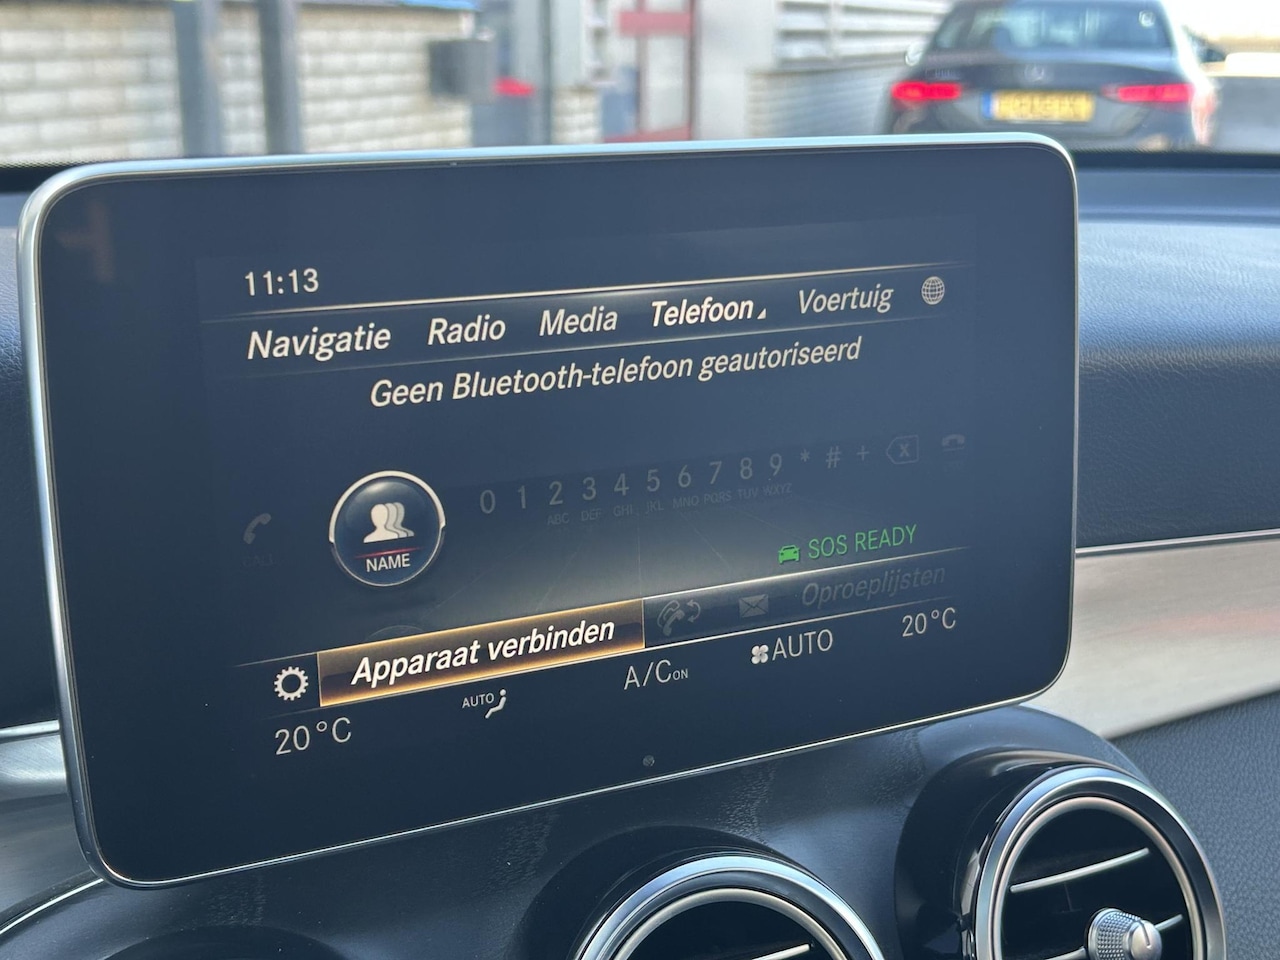 11:13
Navigatie Radio Media Telefoon Voertuig
Geen Bluetooth-telefoon geautoriseerd
0 1 2 3 4 5 6 7 8 9 * # +
ABC DEF GHI JKL MNO PQRS TUV WXYZ
CALL
NAME
SOS READY
Apparaat verbinden Oproeplijsten
20°C AUTO A/C ON AUTO 20°C